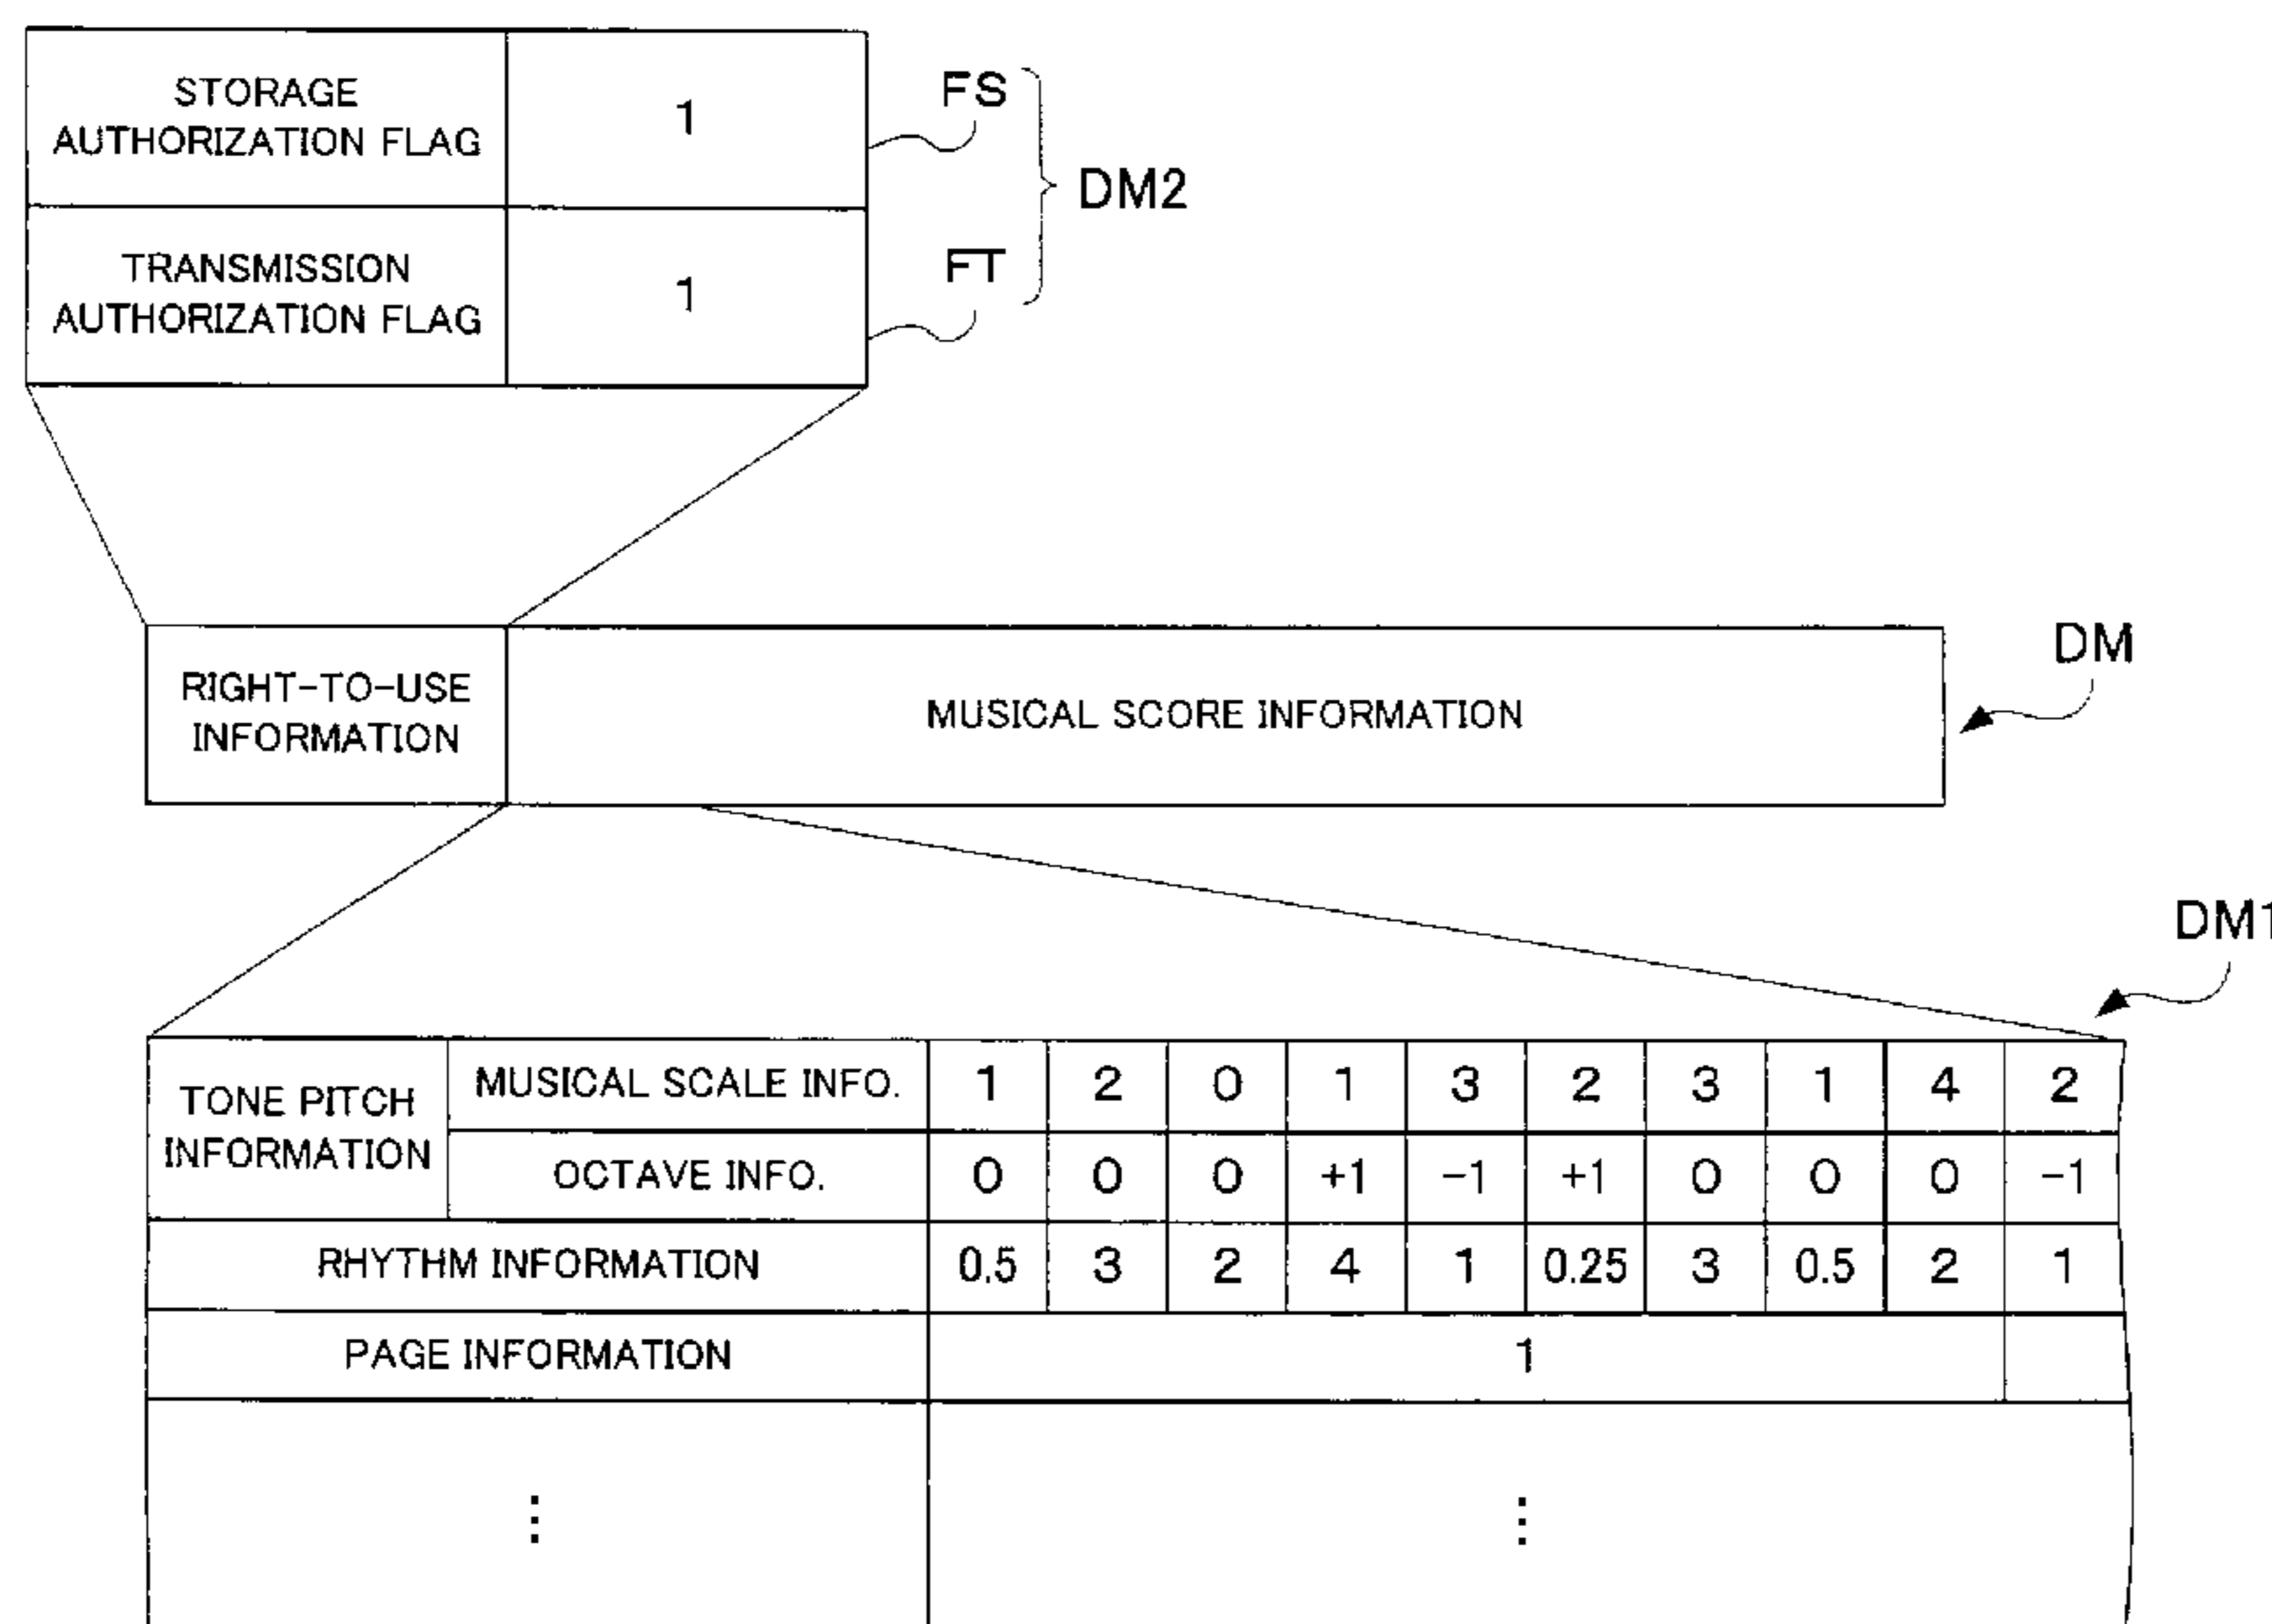 STORAGE
AUTHORIZATION FLAG
1
FS
TRANSMISSION
AUTHORIZATION FLAG
1
FT
DM2
RIGHT-TO-USE
INFORMATION
MUSICAL SCORE INFORMATION
DM
DM1
TONE PITCH
INFORMATION
MUSICAL SCALE INFO. 1 2 0 1 3 2 3 1 4 2
OCTAVE INFO. 0 0 0 +1 -1 +1 0 0 0 -1
RHYTHM INFORMATION 0.5 3 2 4 1 0.25 3 0.5 2 1
PAGE INFORMATION 1
⋮ ⋮